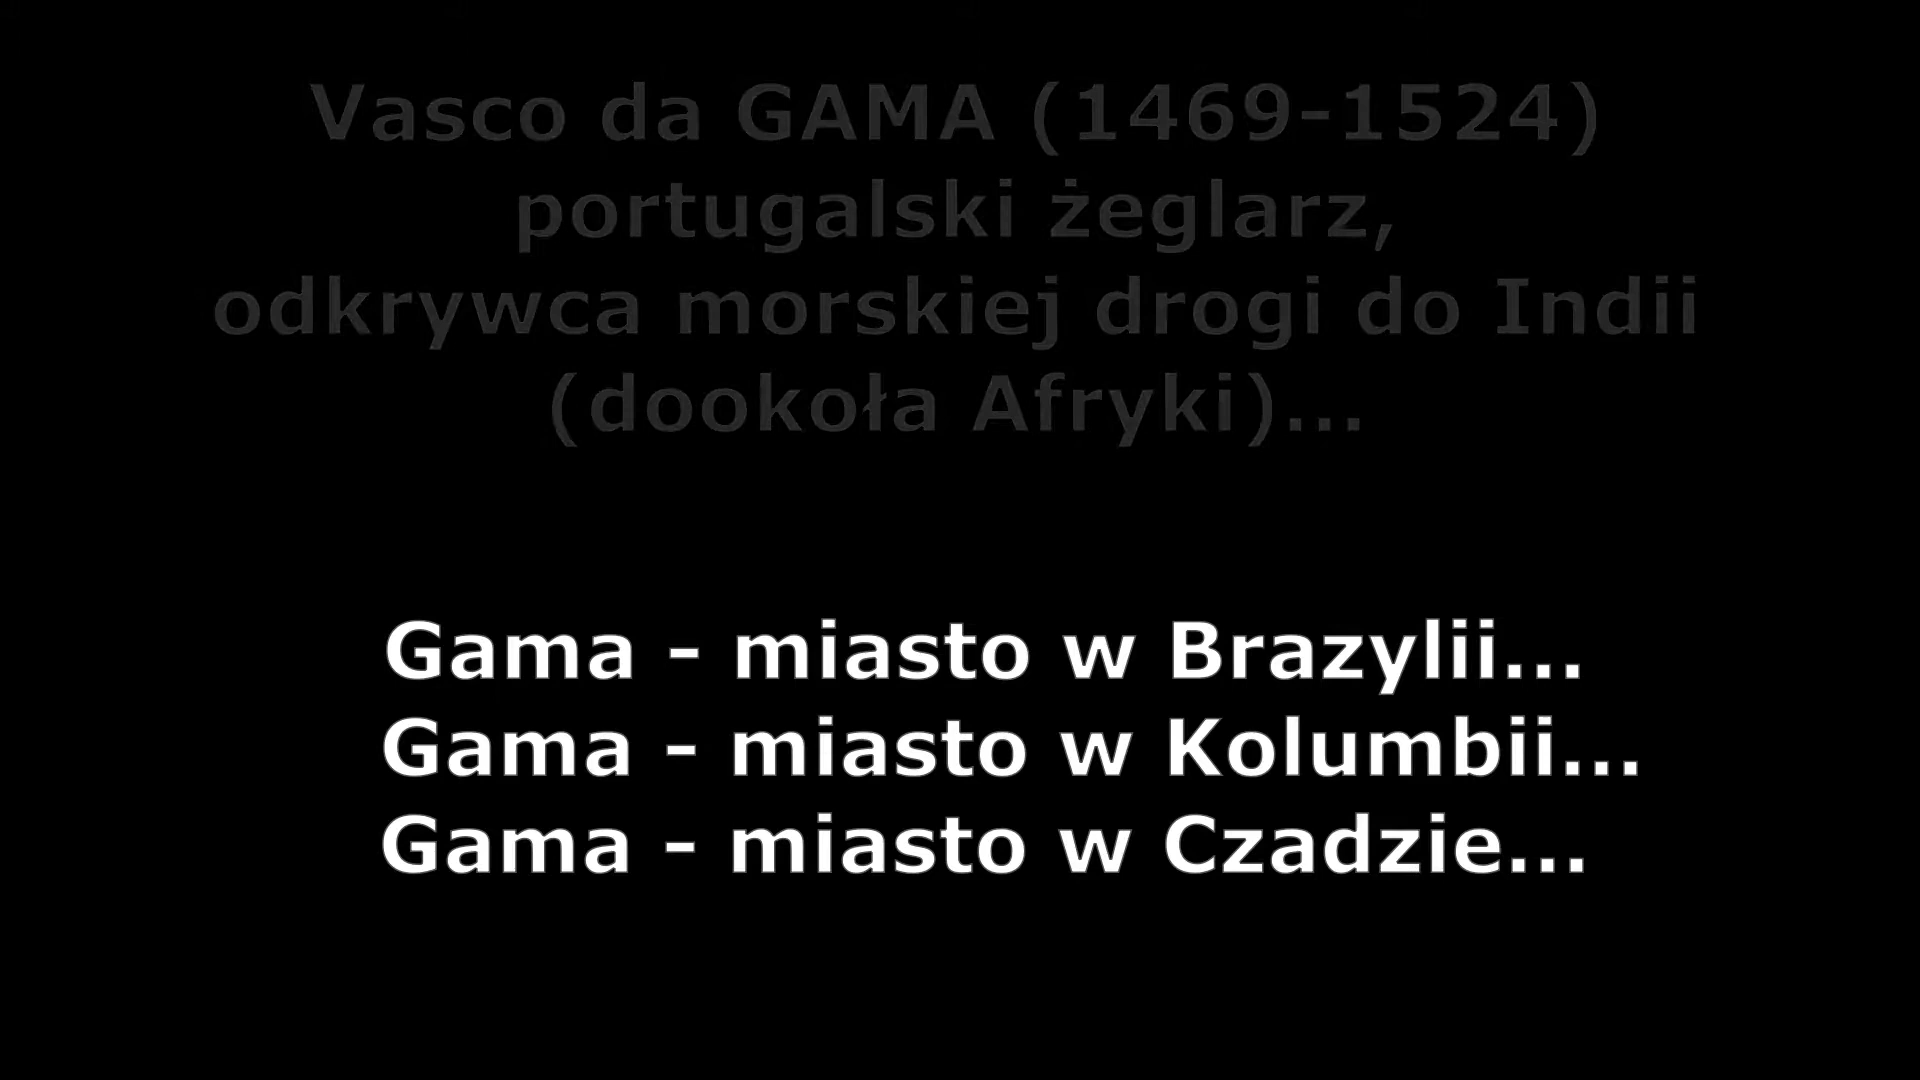 Vasco da GAMA (1469-1524)
portugalski żeglarz,
odkrywca morskiej drogi do Indii
(dookoła Afryki)...
Gama - miasto w Brazylii...
Gama - miasto w Kolumbii...
Gama - miasto w Czadzie...